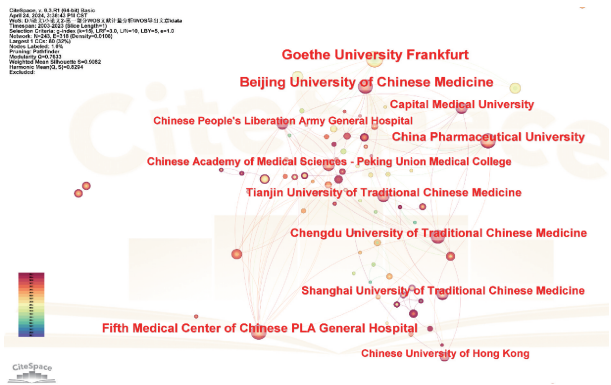 CiteSpace, v. 6.3.R1 (64-bit) Basic
April 24, 2024, 2:38:43 PM CST
Timespan: 2003-2023 (Slice Length=1)
Selection Criteria: g-index (k=15), LRF=3.0, L/N=10, LBY=5, e=1.0
Network: N=243, E=318 (Density=0.0108)
Largest 1 CCs: 80 (32%)
Nodes Labeled: 1.0%
Pruning: Pathfinder
Modularity Q=0.7533
Weighted Mean Silhouette S=0.9082
Harmonic Mean(Q, S)=0.8294
Excluded:
Goethe University Frankfurt
Beijing University of Chinese Medicine
Capital Medical University
Chinese People's Liberation Army General Hospital
China Pharmaceutical University
Chinese Academy of Medical Sciences - Peking Union Medical College
Tianjin University of Traditional Chinese Medicine
Chengdu University of Traditional Chinese Medicine
Shanghai University of Traditional Chinese Medicine
Fifth Medical Center of Chinese PLA General Hospital
Chinese University of Hong Kong
CiteSpace